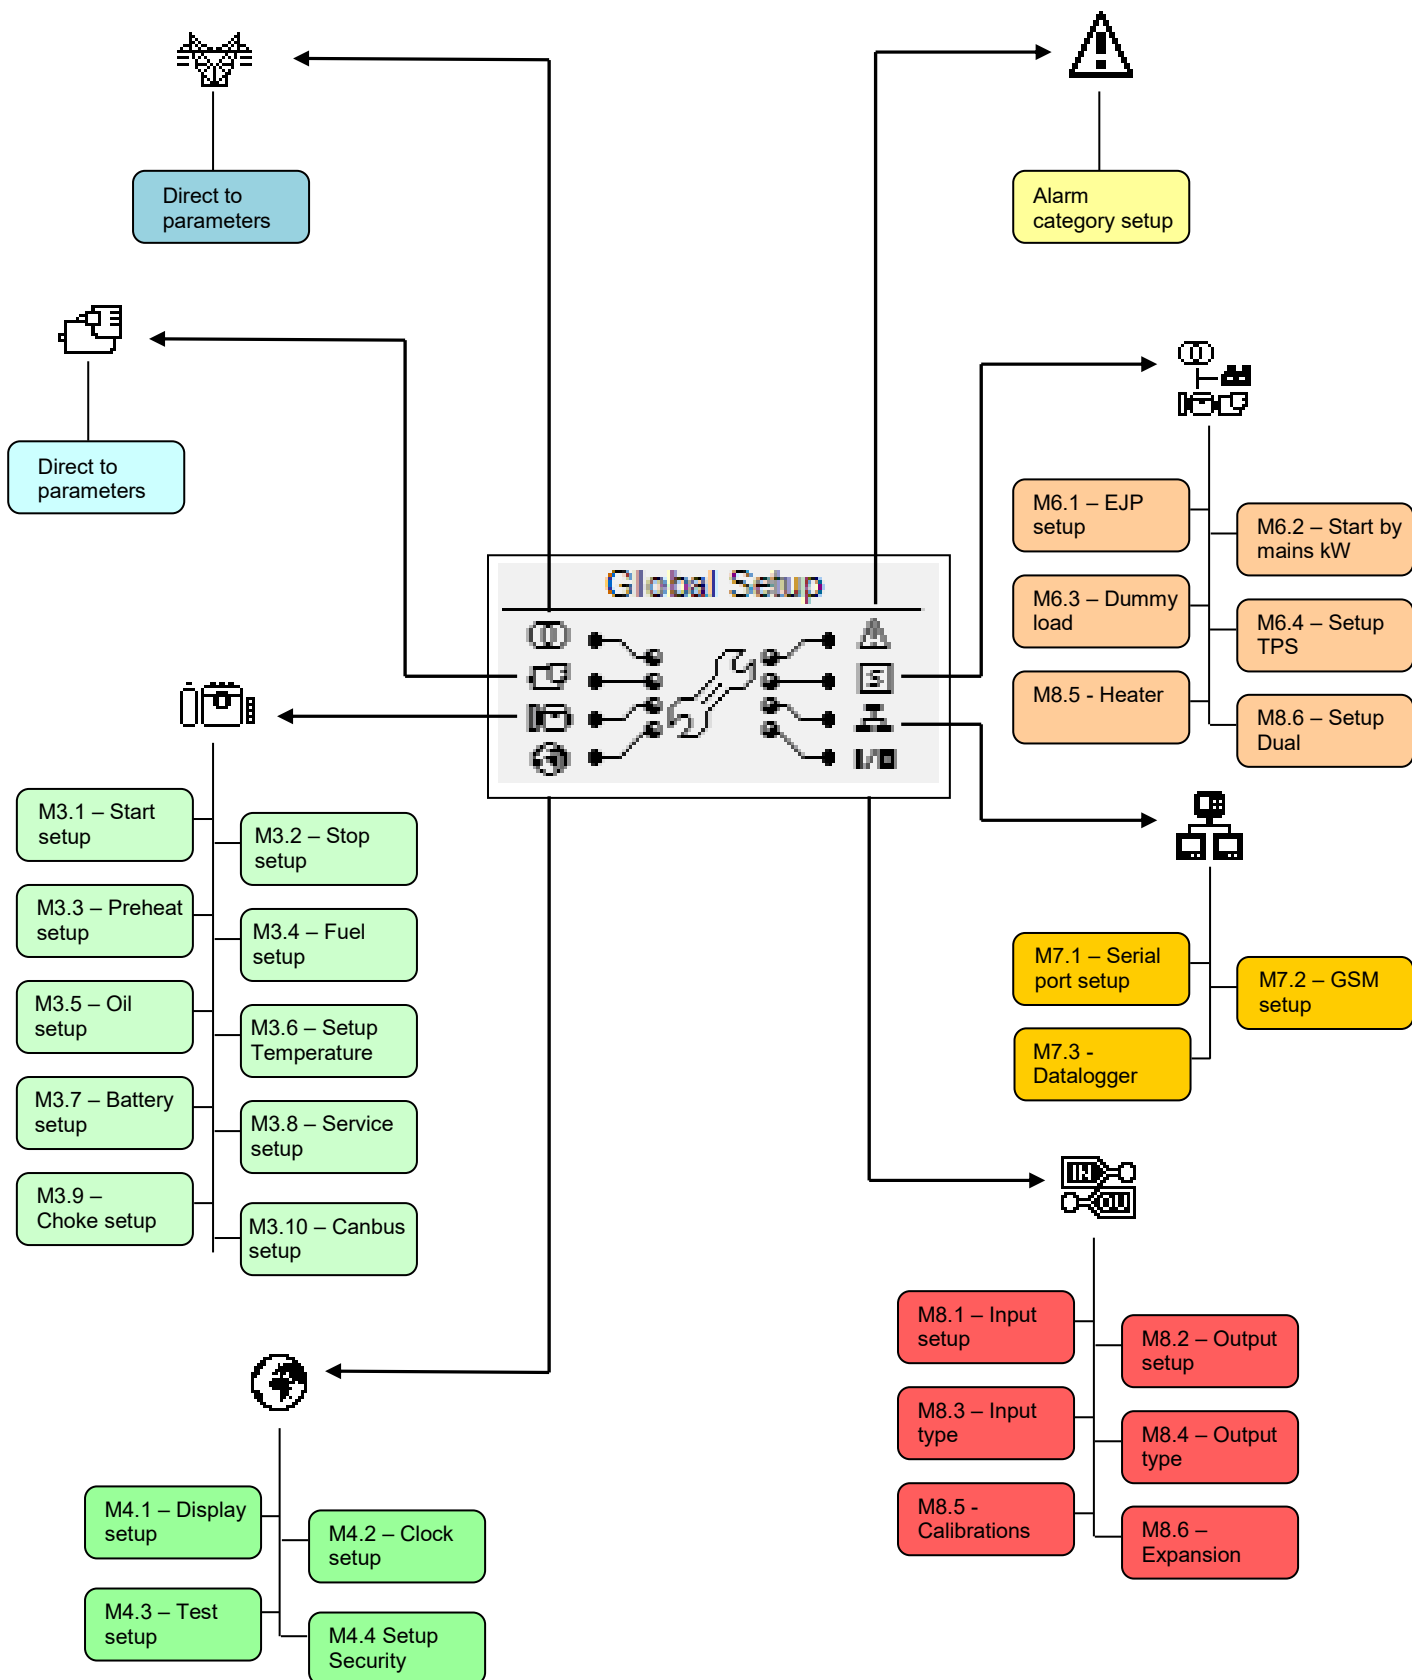 Direct to
parameters
Alarm
category setup
Direct to
parameters
Global Setup
M6.1 – EJP
setup
M6.2 – Start by
mains kW
M6.3 – Dummy
load
M6.4 – Setup
TPS
M8.5 - Heater
M8.6 – Setup
Dual
M3.1 – Start
setup
M3.2 – Stop
setup
M3.3 – Preheat
setup
M3.4 – Fuel
setup
M3.5 – Oil
setup
M3.6 – Setup
Temperature
M3.7 – Battery
setup
M3.8 – Service
setup
M3.9 –
Choke setup
M3.10 – Canbus
setup
M7.1 – Serial
port setup
M7.2 – GSM
setup
M7.3 -
Datalogger
IN
OU
M8.1 – Input
setup
M8.2 – Output
setup
M8.3 – Input
type
M8.4 – Output
type
M8.5 -
Calibrations
M8.6 –
Expansion
M4.1 – Display
setup
M4.2 – Clock
setup
M4.3 – Test
setup
M4.4 Setup
Security